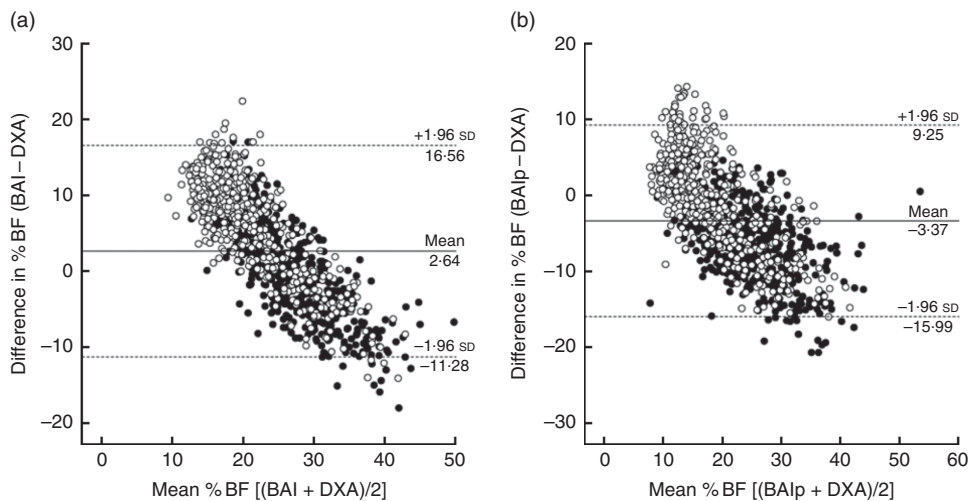 (a)
30
20
10
0
−10
−20
0
10
20
30
40
50
Difference in % BF (BAI – DXA)
Mean % BF [(BAI + DXA)/2]
+1·96 SD
16·56
Mean
2·64
−1·96 SD
−11·28
(b)
20
10
0
−10
−20
−30
0
10
20
30
40
50
60
Difference in % BF (BAIp – DXA)
Mean % BF [(BAIp + DXA)/2]
+1·96 SD
9·25
Mean
−3·37
−1·96 SD
−15·99